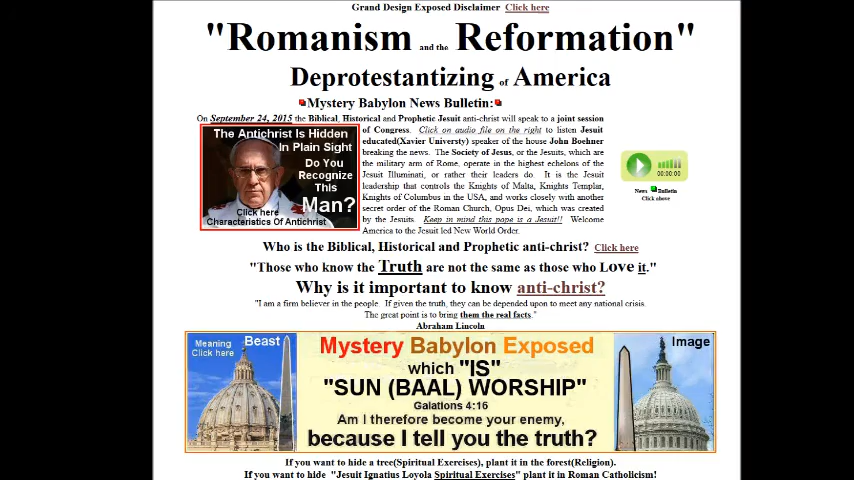 Grand Design Exposed Disclaimer Click here
"Romanism and the Reformation"
Deprotestantizing of America
Mystery Babylon News Bulletin:
On September 24, 2015 the Biblical, Historical and Prophetic Jesuit anti-christ will speak to a joint session
of Congress. Click on audio file on the right to listen Jesuit
educated(Xavier Universty) speaker of the house John Boehner
breaking the news. The Society of Jesus, or the Jesuits, which are
the military arm of Rome, operate in the highest echelons of the
Jesuit Illuminati, or rather their leaders do. It is the Jesuit
leadership that controls the Knights of Malta, Knights Templar,
Knights of Columbus in the USA, and works closely with another
secret order of the Roman Church, Opus Dei, which was created
by the Jesuits. Keep in mind this pope is a Jesuit!! Welcome
America to the Jesuit led New World Order.
The Antichrist Is Hidden
In Plain Sight
Do You
Recognize
This
Man?
Click here
Characteristics Of Antichrist
00:00:00
News Bulletin
Click above
Who is the Biblical, Historical and Prophetic anti-christ? Click here
"Those who know the Truth are not the same as those who Love it."
Why is it important to know anti-christ?
"I am a firm believer in the people. If given the truth, they can be depended upon to meet any national crisis.
The great point is to bring them the real facts."
Abraham Lincoln
Meaning
Click here
Beast
Mystery Babylon Exposed
which "IS"
"SUN (BAAL) WORSHIP"
Galations 4:16
Am I therefore become your enemy,
because I tell you the truth?
Image
If you want to hide a tree(Spiritual Exercises), plant it in the forest(Religion).
If you want to hide "Jesuit Ignatius Loyola Spiritual Exercises" plant it in Roman Catholicism!